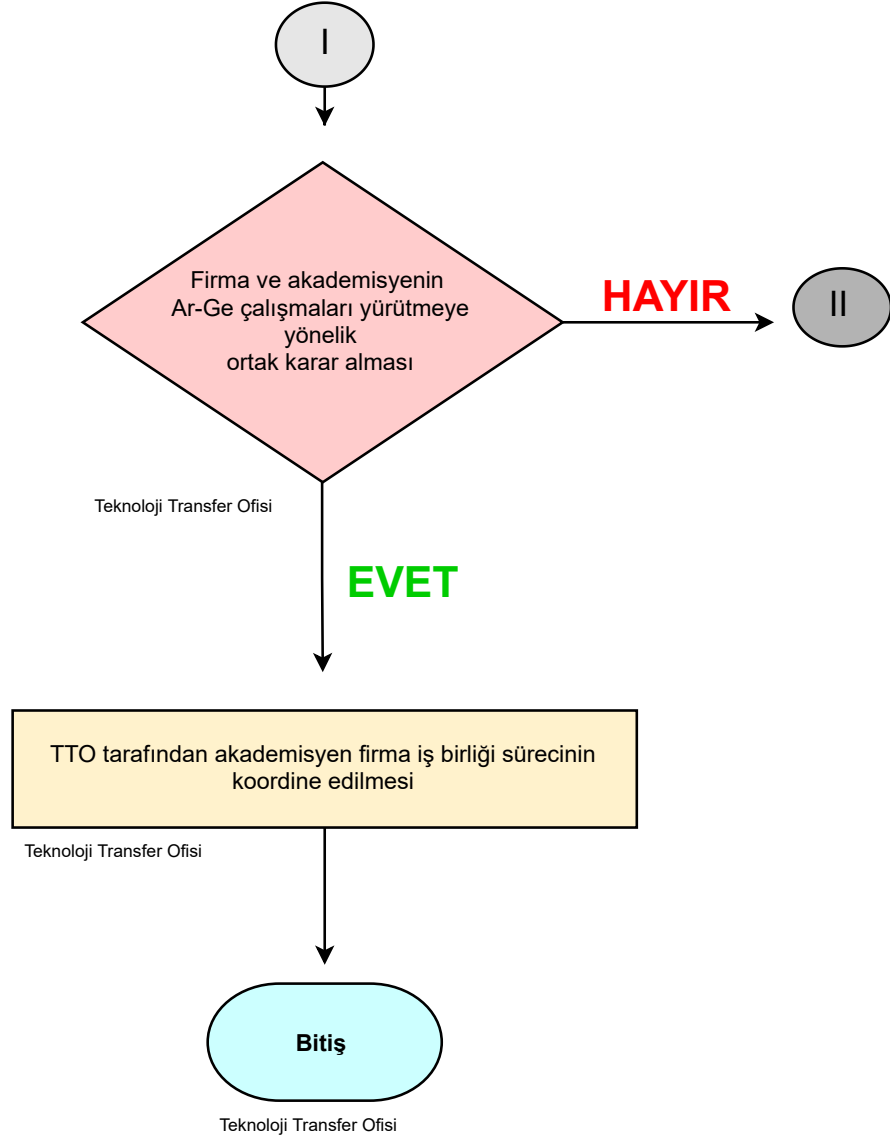 I
Firma ve akademisyenin
Ar-Ge çalışmaları yürütmeye
yönelik
ortak karar alması
HAYIR
II
Teknoloji Transfer Ofisi
EVET
TTO tarafından akademisyen firma iş birliği sürecinin
koordine edilmesi
Teknoloji Transfer Ofisi
Bitiş
Teknoloji Transfer Ofisi